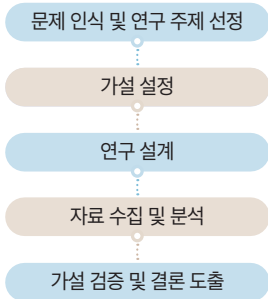 문제 인식 및 연구 주제 선정
가설 설정
연구 설계
자료 수집 및 분석
가설 검증 및 결론 도출